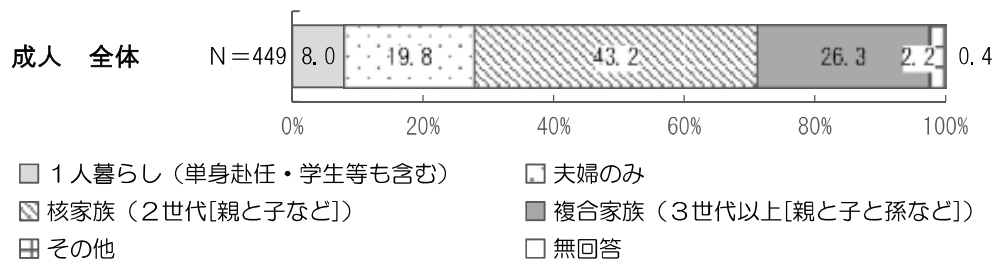 成人　全体 N=449 8.0 19.8 43.2 26.3 2.2 0.4
0% 20% 40% 60% 80% 100%
１人暮らし（単身赴任・学生等も含む） 夫婦のみ
核家族（２世代[親と子など]） 複合家族（３世代以上[親と子と孫など]）
その他 無回答